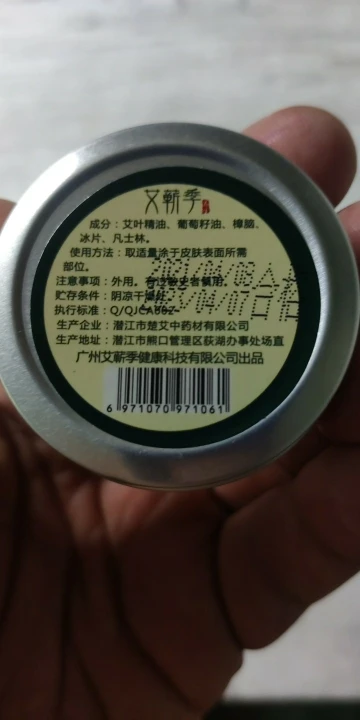 艾蕲季
成分：艾叶精油、葡萄籽油、樟脑、
冰片、凡士林。
使用方法：取适量涂于皮肤表面所需
部位。
注意事项：外用。
贮存条件：阴凉干燥处。
执行标准：Q/QJCA
生产企业：潜江市楚艾中药材有限公司
生产地址：潜江市熊口管理区荻湖办事处场直
广州艾蕲季健康科技有限公司出品
6 971070 971061